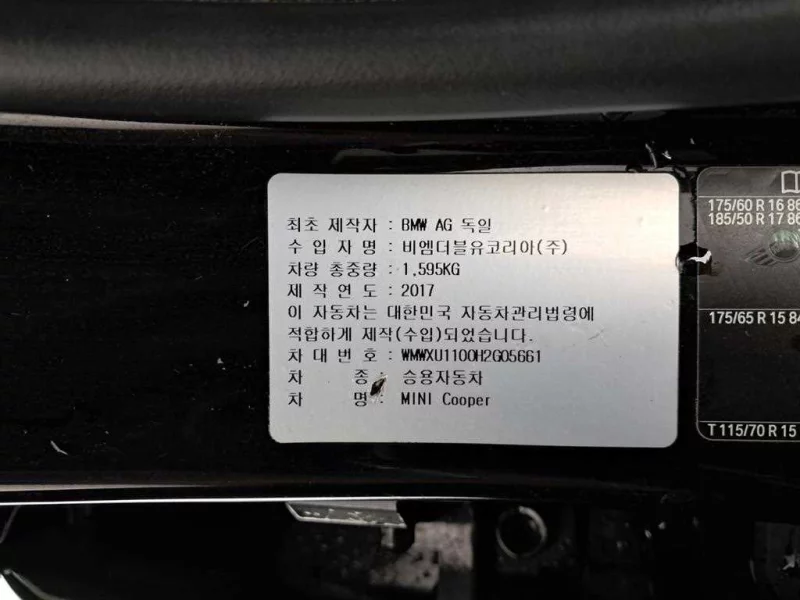 최초 제작자 : BMW AG 독일
수 입 자 명 : 비엠더블유코리아(주)
차량 총중량 : 1,595KG
제 작 연 도 : 2017
이 자동차는 대한민국 자동차관리법령에
적합하게 제작(수입)되었습니다.
차 대 번 호 : WMWXU1100H2G05661
차 종 : 승용자동차
차 명 : MINI Cooper
175/60 R 16 86
185/50 R 17 86
175/65 R 15 84
T 115/70 R 15